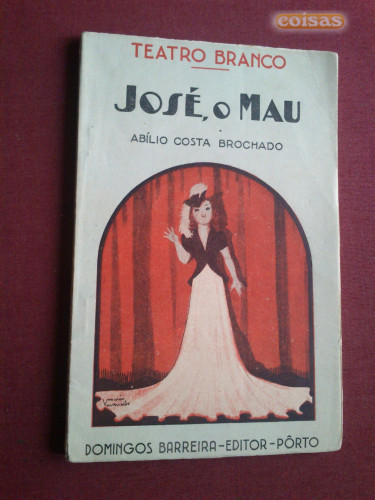 coisas
TEATRO BRANCO
JOSÉ, O MAU
ABÍLIO COSTA BROCHADO
DOMINGOS BARREIRA-EDITOR-PÔRTO